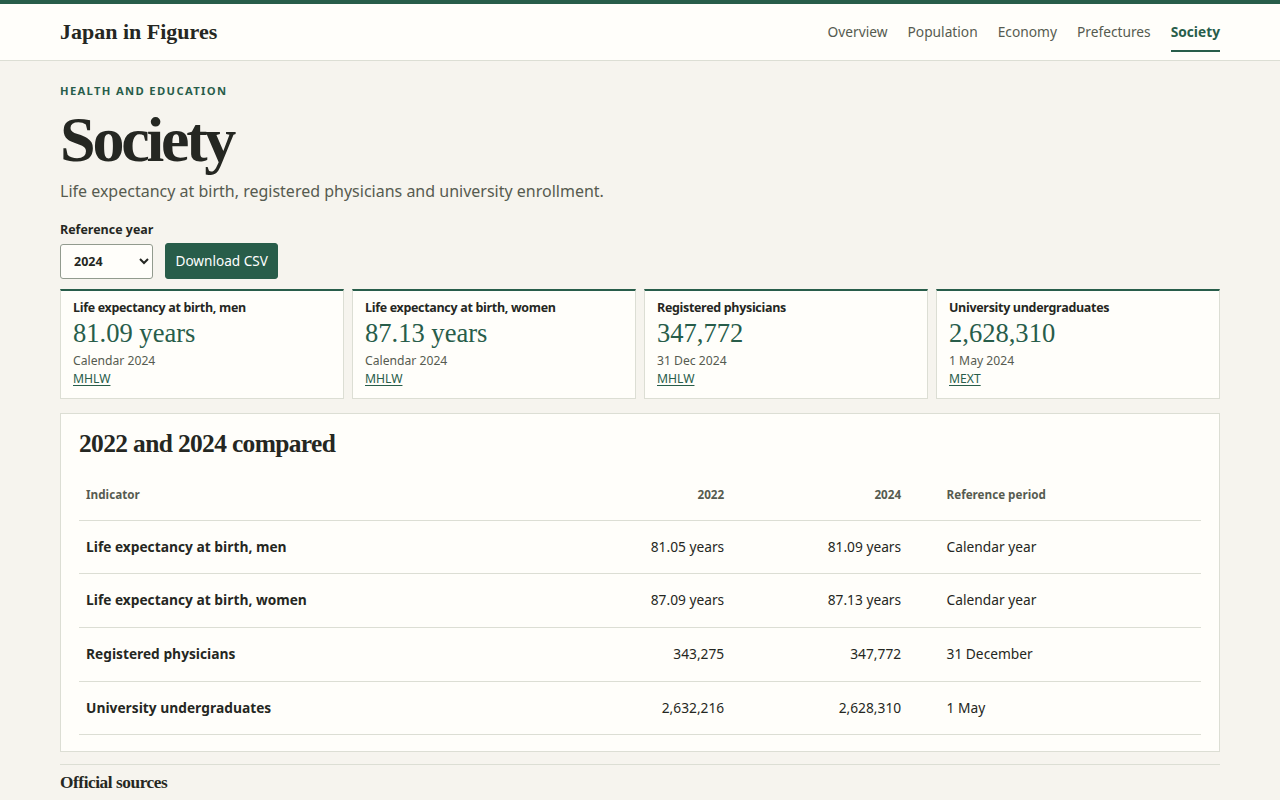 Japan in Figures
Overview Population Economy Prefectures Society
HEALTH AND EDUCATION
Society
Life expectancy at birth, registered physicians and university enrollment.
Reference year
2024 Download CSV
Life expectancy at birth, men
81.09 years
Calendar 2024
MHLW
Life expectancy at birth, women
87.13 years
Calendar 2024
MHLW
Registered physicians
347,772
31 Dec 2024
MHLW
University undergraduates
2,628,310
1 May 2024
MEXT
2022 and 2024 compared
Indicator 2022 2024 Reference period
Life expectancy at birth, men 81.05 years 81.09 years Calendar year
Life expectancy at birth, women 87.09 years 87.13 years Calendar year
Registered physicians 343,275 347,772 31 December
University undergraduates 2,632,216 2,628,310 1 May
Official sources